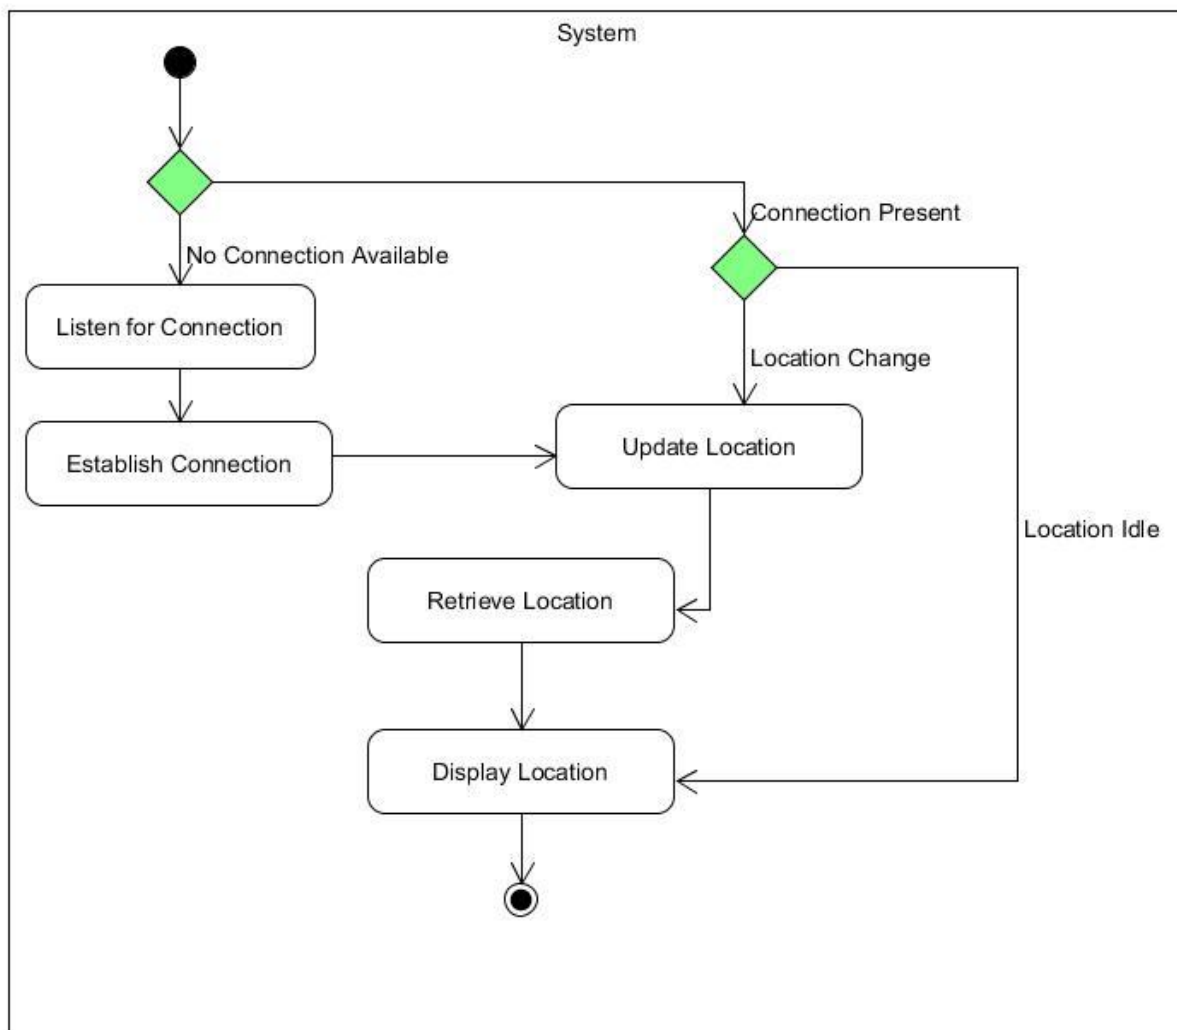 System
Connection Present
No Connection Available
Listen for Connection
Location Change
Update Location
Establish Connection
Location Idle
Retrieve Location
Display Location